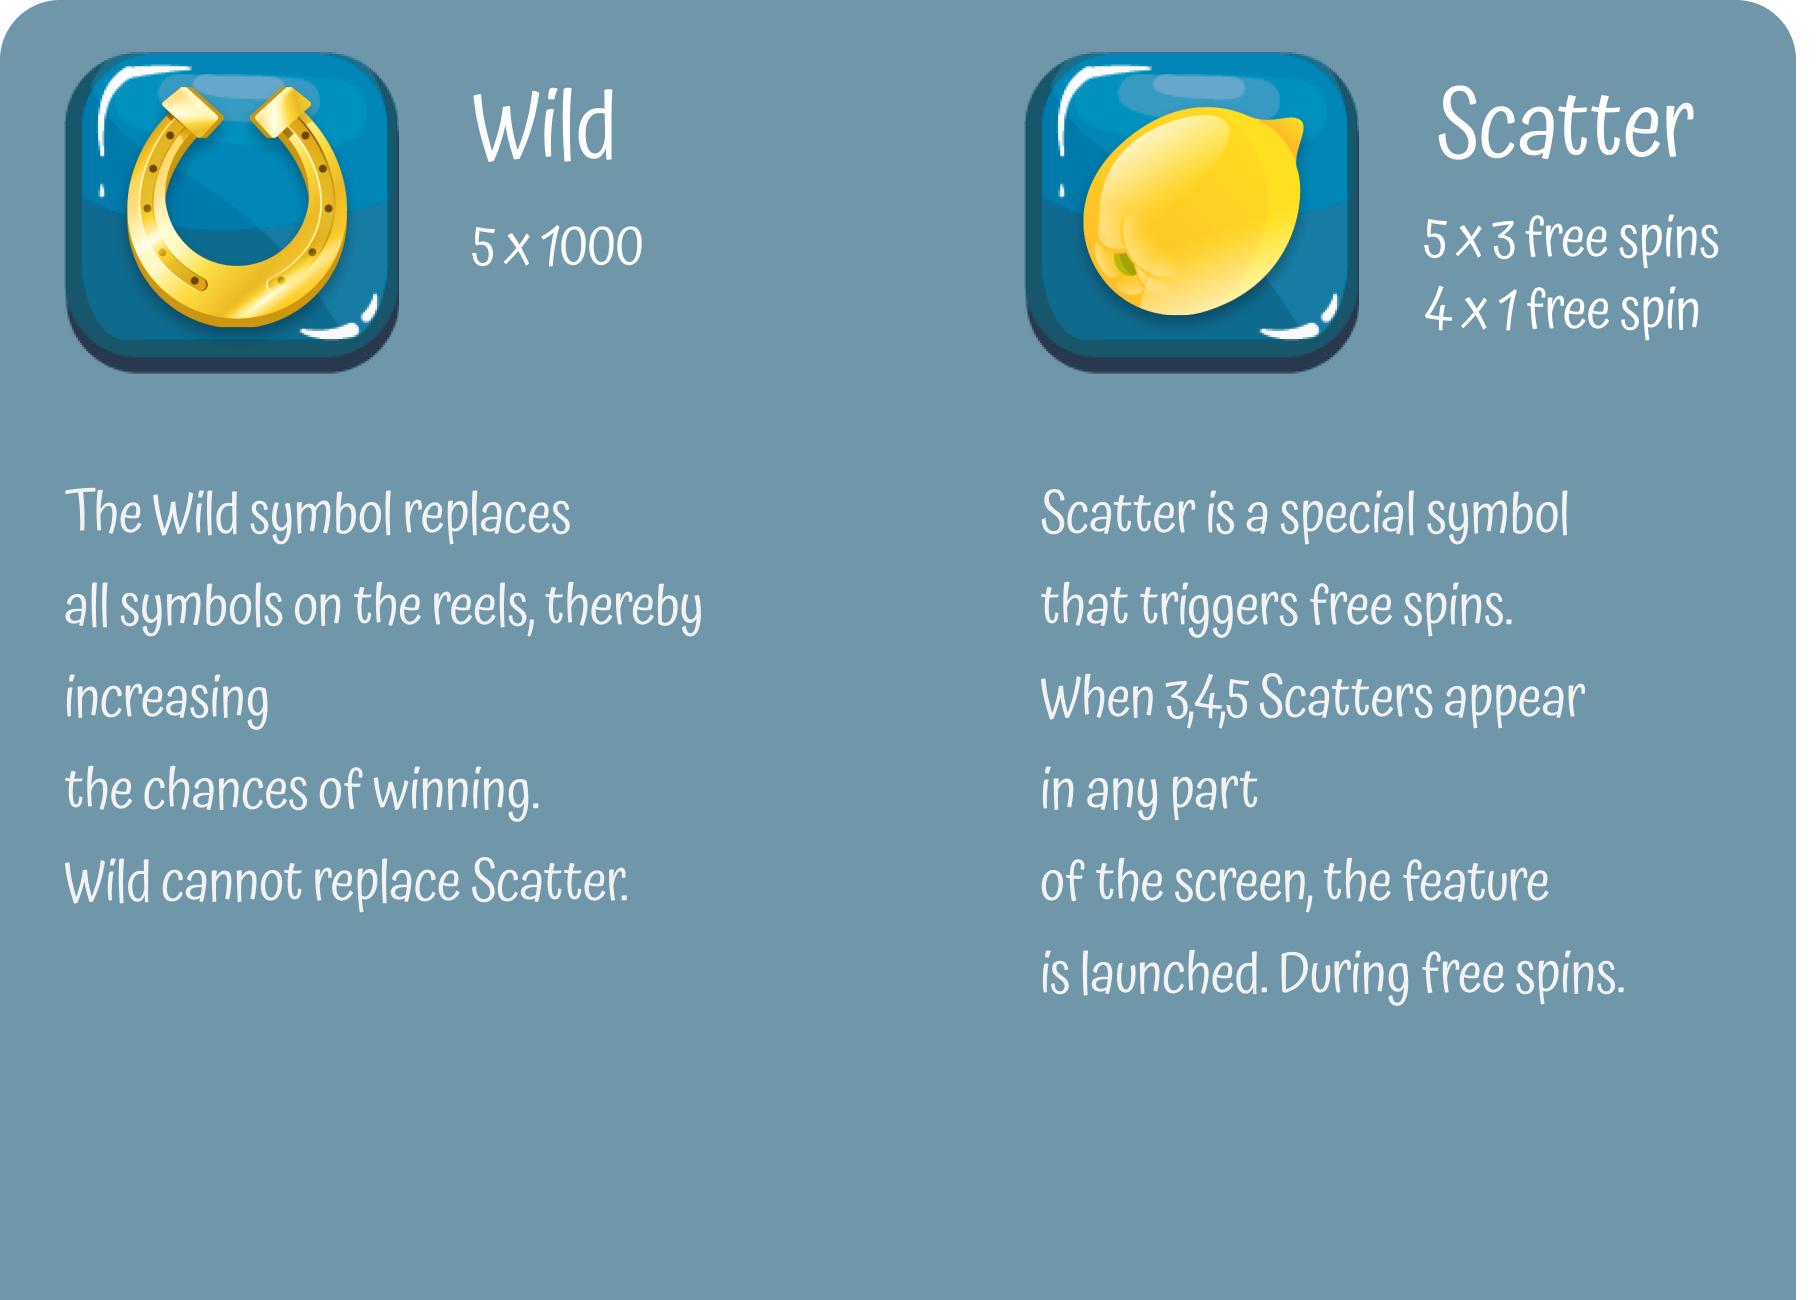 Wild
5 x 1000
The Wild symbol replaces
all symbols on the reels, thereby
increasing
the chances of winning.
Wild cannot replace Scatter.
Scatter
5 x 3 free spins
4 x 1 free spin
Scatter is a special symbol
that triggers free spins.
When 3,4,5 Scatters appear
in any part
of the screen, the feature
is launched. During free spins.